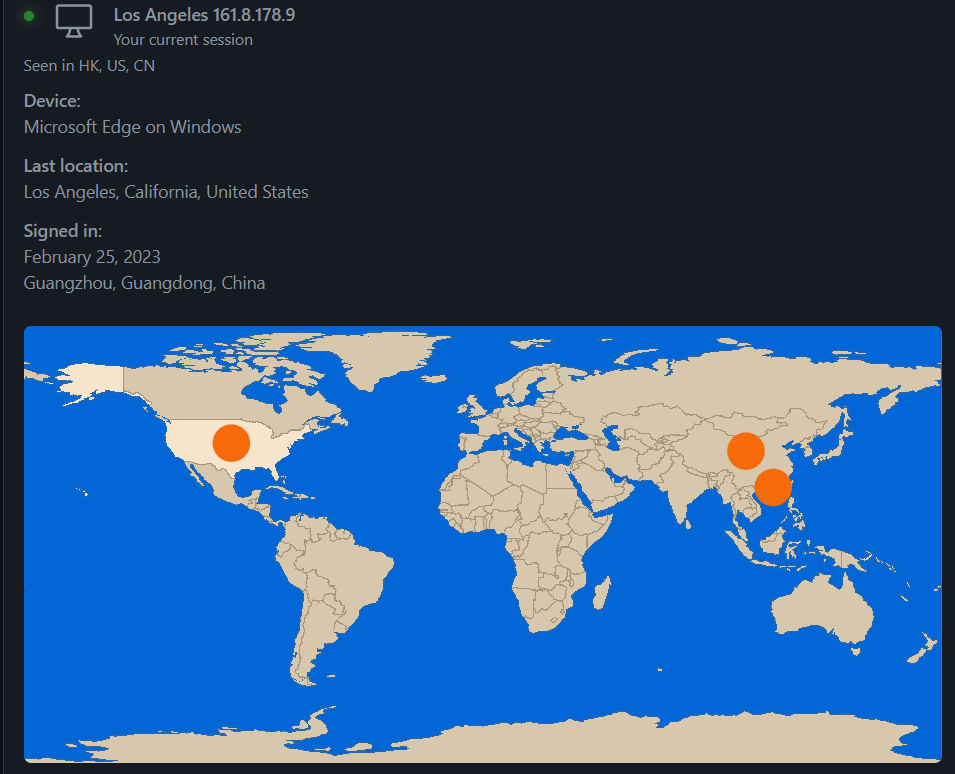 Los Angeles 161.8.178.9
Your current session
Seen in HK, US, CN
Device:
Microsoft Edge on Windows
Last location:
Los Angeles, California, United States
Signed in:
February 25, 2023
Guangzhou, Guangdong, China